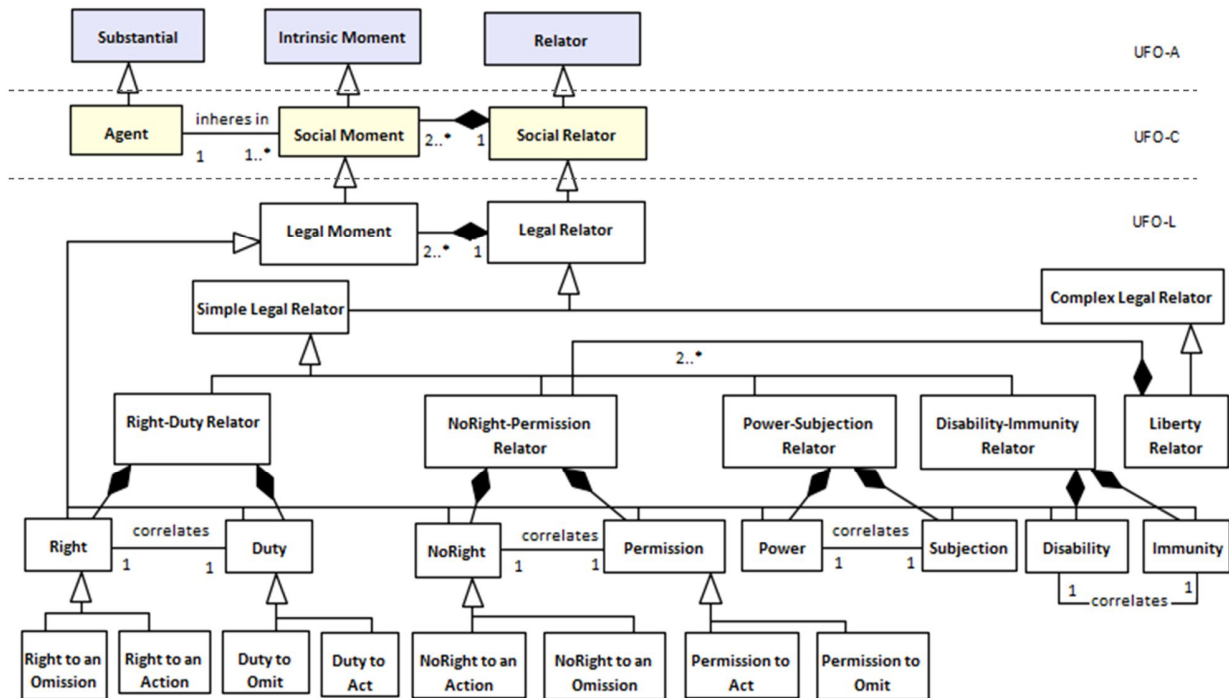 Substantial
Intrinsic Moment
Relator
UFO-A
Agent
inheres in
1
1..*
Social Moment
2..*
1
Social Relator
UFO-C
Legal Moment
2..*
1
Legal Relator
UFO-L
Simple Legal Relator
Complex Legal Relator
2..*
Right-Duty Relator
NoRight-Permission
Relator
Power-Subjection
Relator
Disability-Immunity
Relator
Liberty
Relator
Right
correlates
1
1
Duty
NoRight
correlates
1
1
Permission
Power
correlates
1
1
Subjection
Disability
Immunity
1
correlates
1
Right to an
Omission
Right to an
Action
Duty to
Omit
Duty to
Act
NoRight to an
Action
NoRight to an
Omission
Permission to
Act
Permission to
Omit